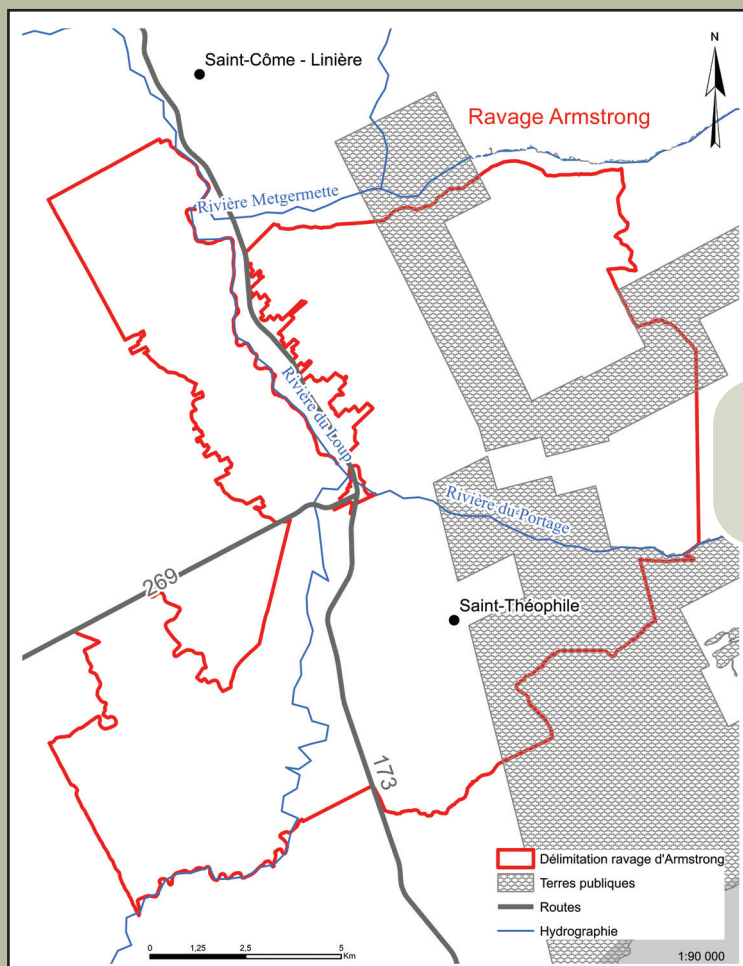 Saint-Côme - Linière
N
Ravage Armstrong
Rivière Metgermette
Rivière du Loup
Rivière du Portage
269
Saint-Théophile
173
Délimitation ravage d'Armstrong
Terres publiques
Routes
Hydrographie
0 1,25 2,5 5
Km
1:90 000